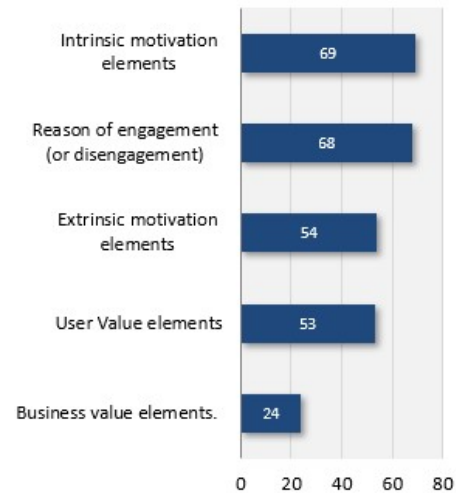 Intrinsic motivation
elements
69
Reason of engagement
(or disengagement)
68
Extrinsic motivation
elements
54
User Value elements
53
Business value elements.
24
0 20 40 60 80